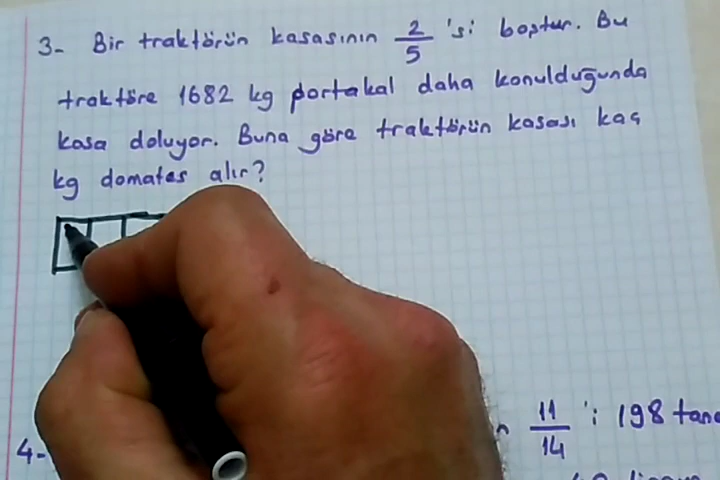 3- Bir traktörün kasasının 2/5 'si boştur. Bu
traktöre 1682 kg portakal daha konulduğunda
kasa doluyor. Buna göre traktörün kasası kaç
kg domates alır?
11/14 'i 198 tane
4-